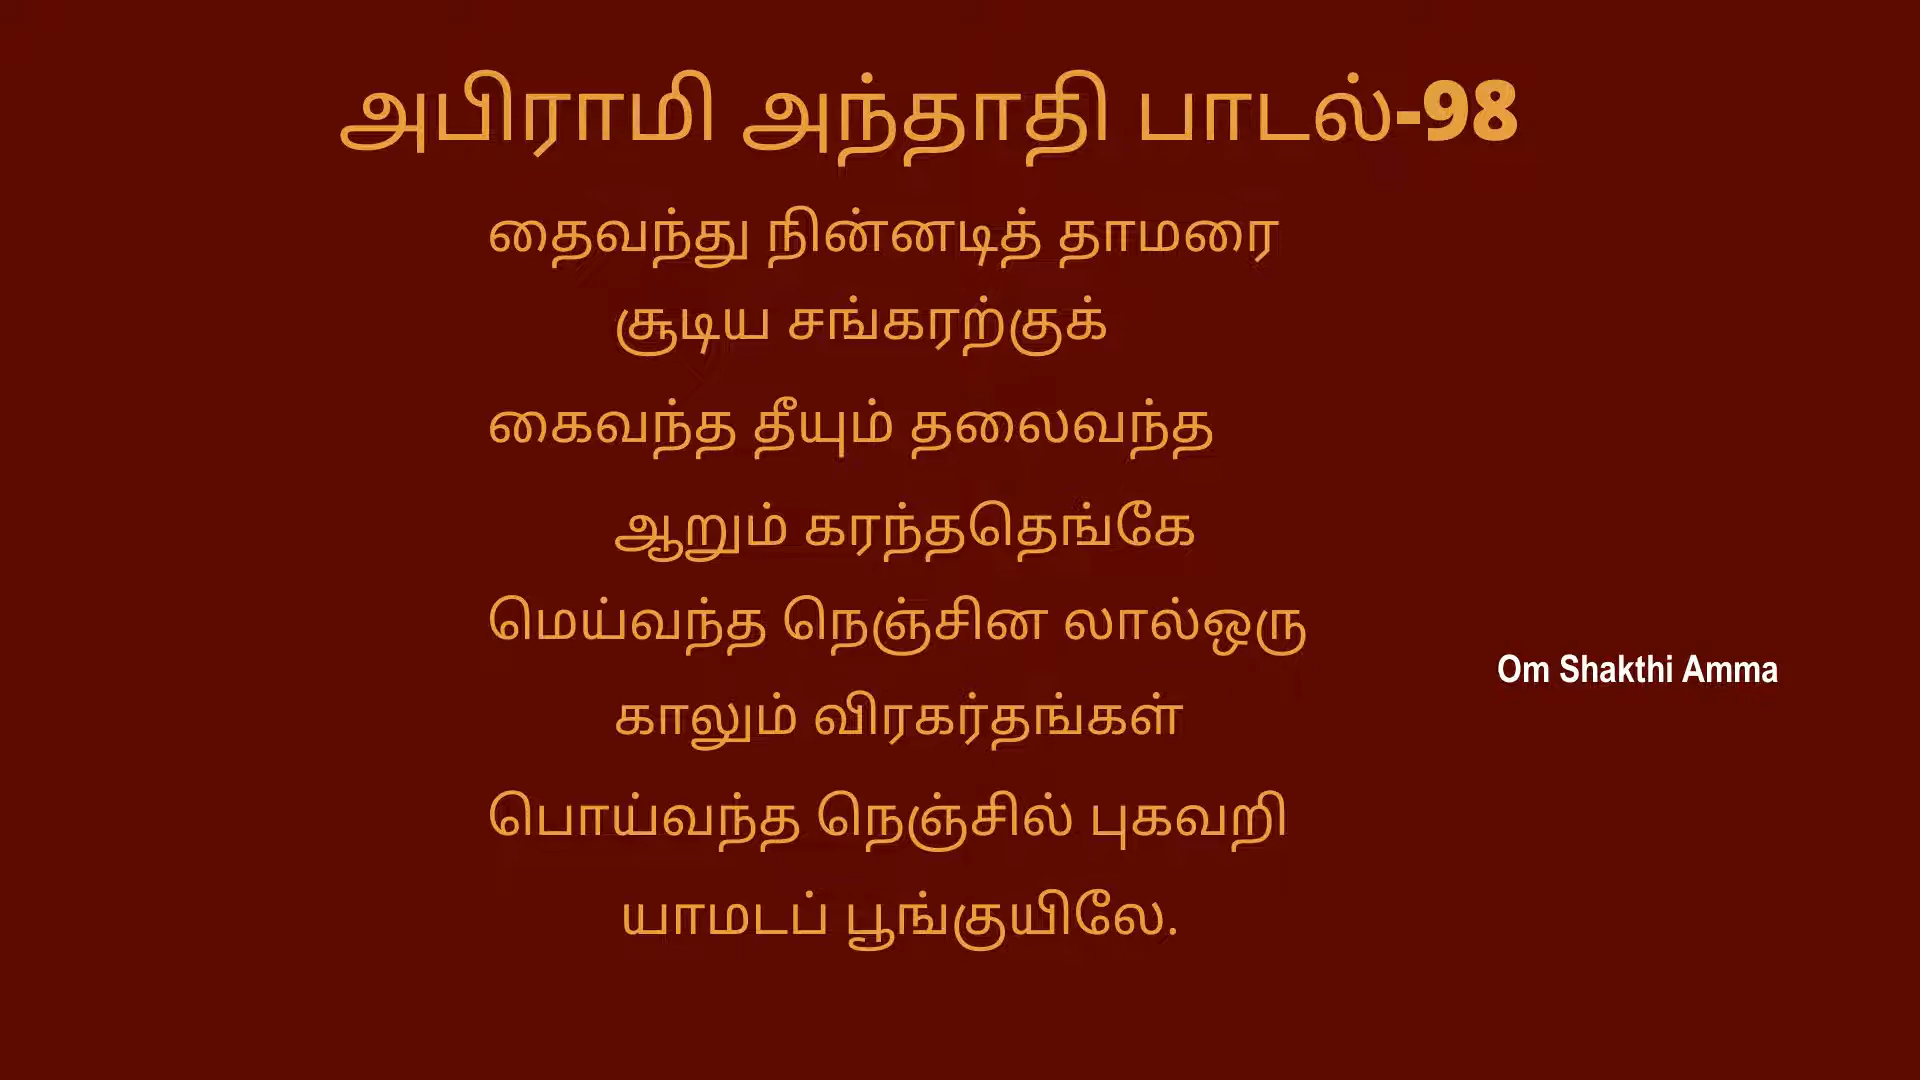 அபிராமி அந்தாதி பாடல்-98
தைவந்து நின்னடித் தாமரை
சூடிய சங்கரற்குக்
கைவந்த தீயும் தலைவந்த
ஆறும் கரந்ததெங்கே
மெய்வந்த நெஞ்சின லால்ஒரு
காலும் விரகர்தங்கள்
பொய்வந்த நெஞ்சில் புகவறி
யாமடப் பூங்குயிலே.
Om Shakthi Amma